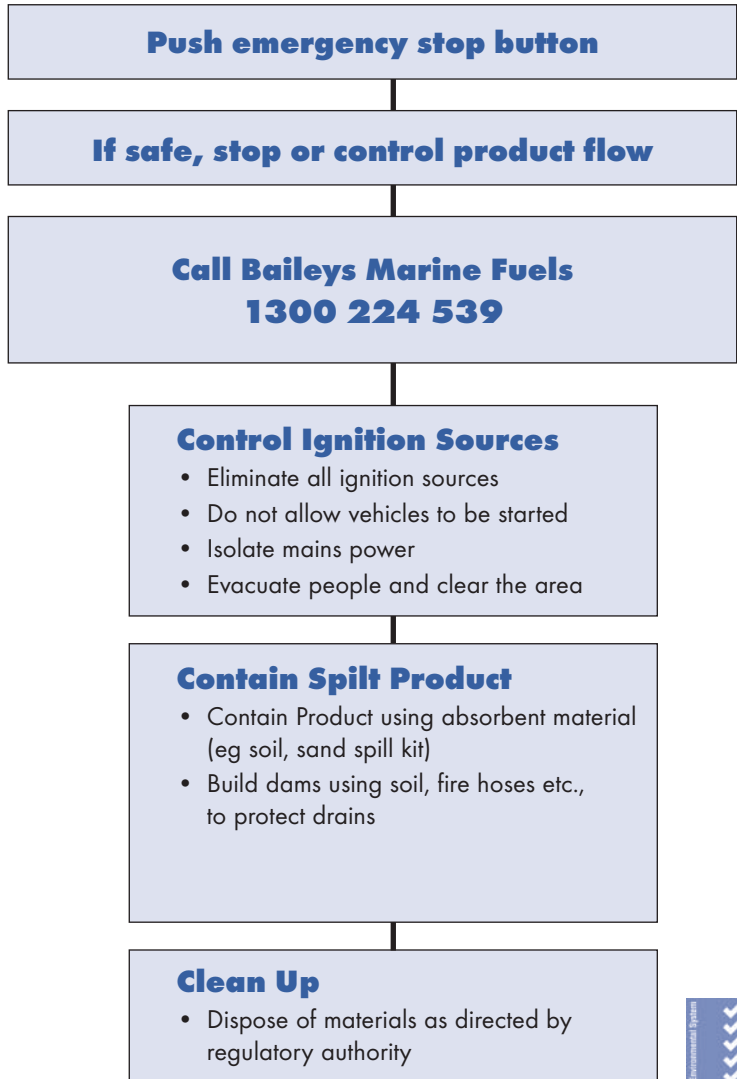 Push emergency stop button
If safe, stop or control product flow
Call Baileys Marine Fuels
1300 224 539
Control Ignition Sources
• Eliminate all ignition sources
• Do not allow vehicles to be started
• Isolate mains power
• Evacuate people and clear the area
Contain Spilt Product
• Contain Product using absorbent material
(eg soil, sand spill kit)
• Build dams using soil, fire hoses etc.,
to protect drains
Clean Up
• Dispose of materials as directed by
regulatory authority
Environmental System